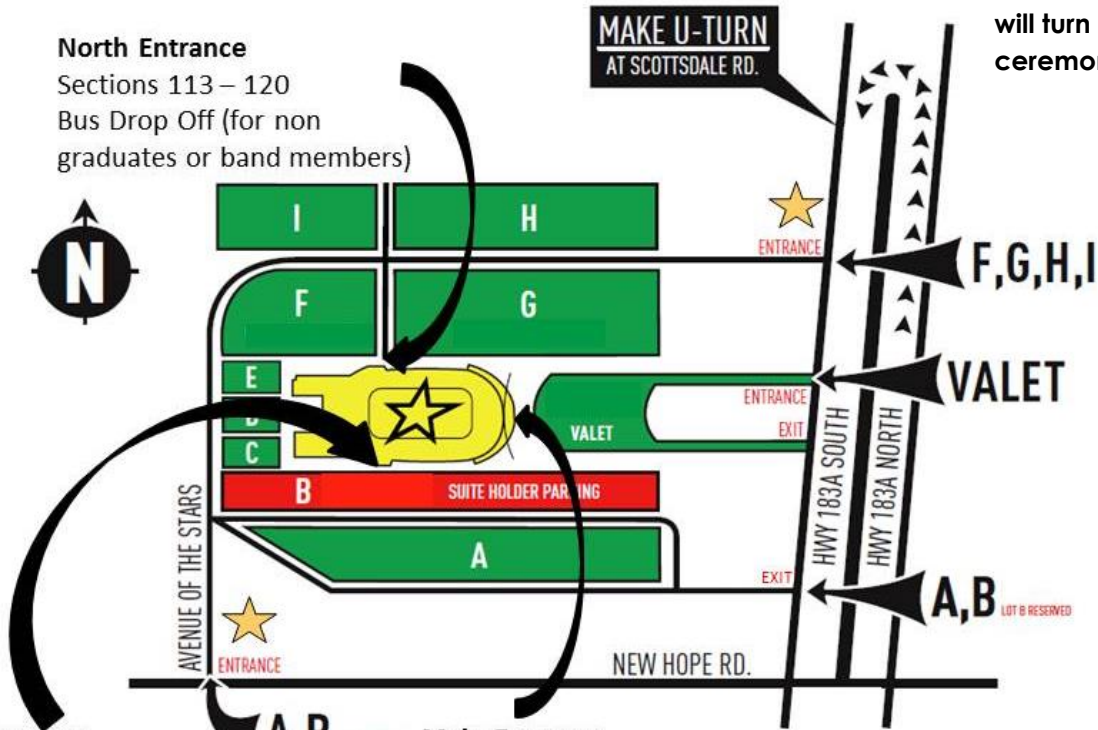 North Entrance
Sections 113 – 120
Bus Drop Off (for non
graduates or band members)
MAKE U-TURN
AT SCOTTSDALE RD.
will turn
N
I
H
ENTRANCE
F,G,H,I
F
G
E
C
VALET
ENTRANCE
EXIT
VALET
B
SUITE HOLDER PARKING
A
AVENUE OF THE STARS
HWY 183A SOUTH
HWY 183A NORTH
EXIT
A,B
LOT B RESERVED
ENTRANCE
NEW HOPE RD.